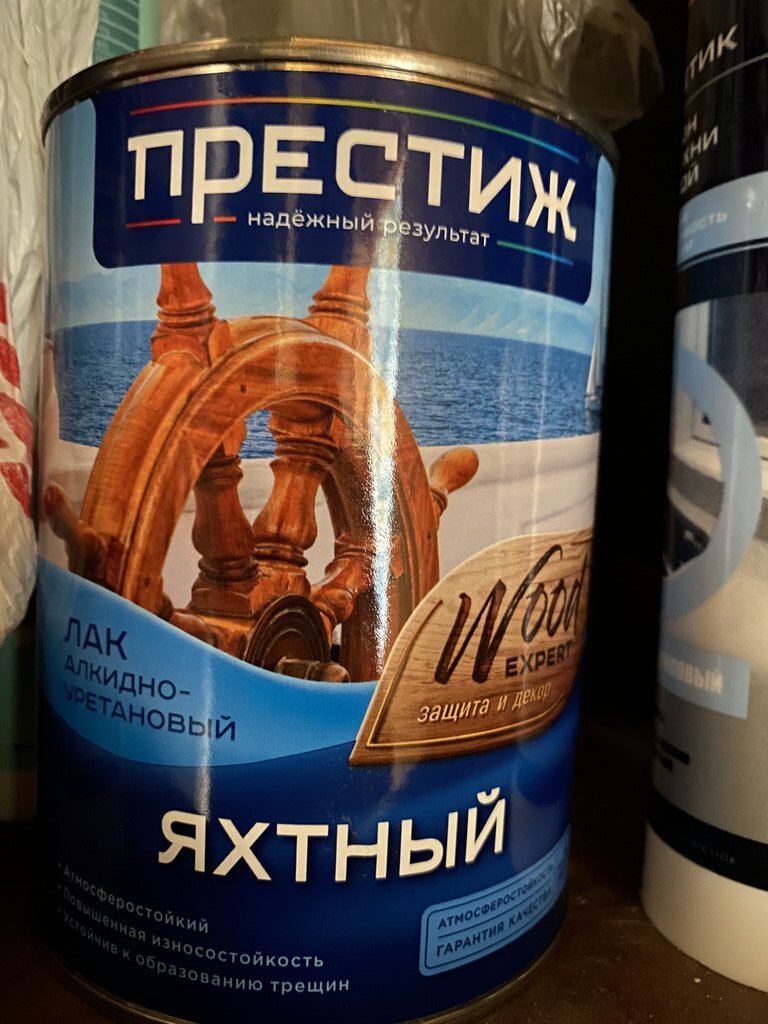 ПРЕСТИЖ
надёжный результат
Wood
EXPERT
защита и декор
ЛАК
АЛКИДНО-
УРЕТАНОВЫЙ
ЯХТНЫЙ
• Атмосферостойкий
• Повышенная износостойкость
• Устойчив к образованию трещин
АТМОСФЕРОСТОЙКОСТЬ
ГАРАНТИЯ КАЧЕСТВА